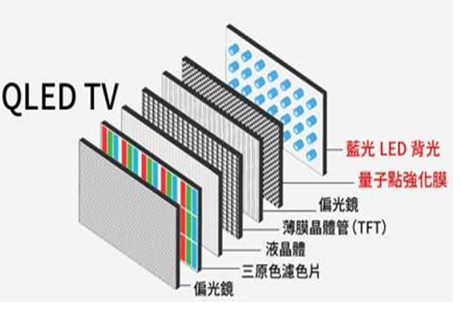 QLED TV
藍光 LED 背光
量子點強化膜
偏光鏡
薄膜晶體管(TFT)
液晶體
三原色濾色片
偏光鏡